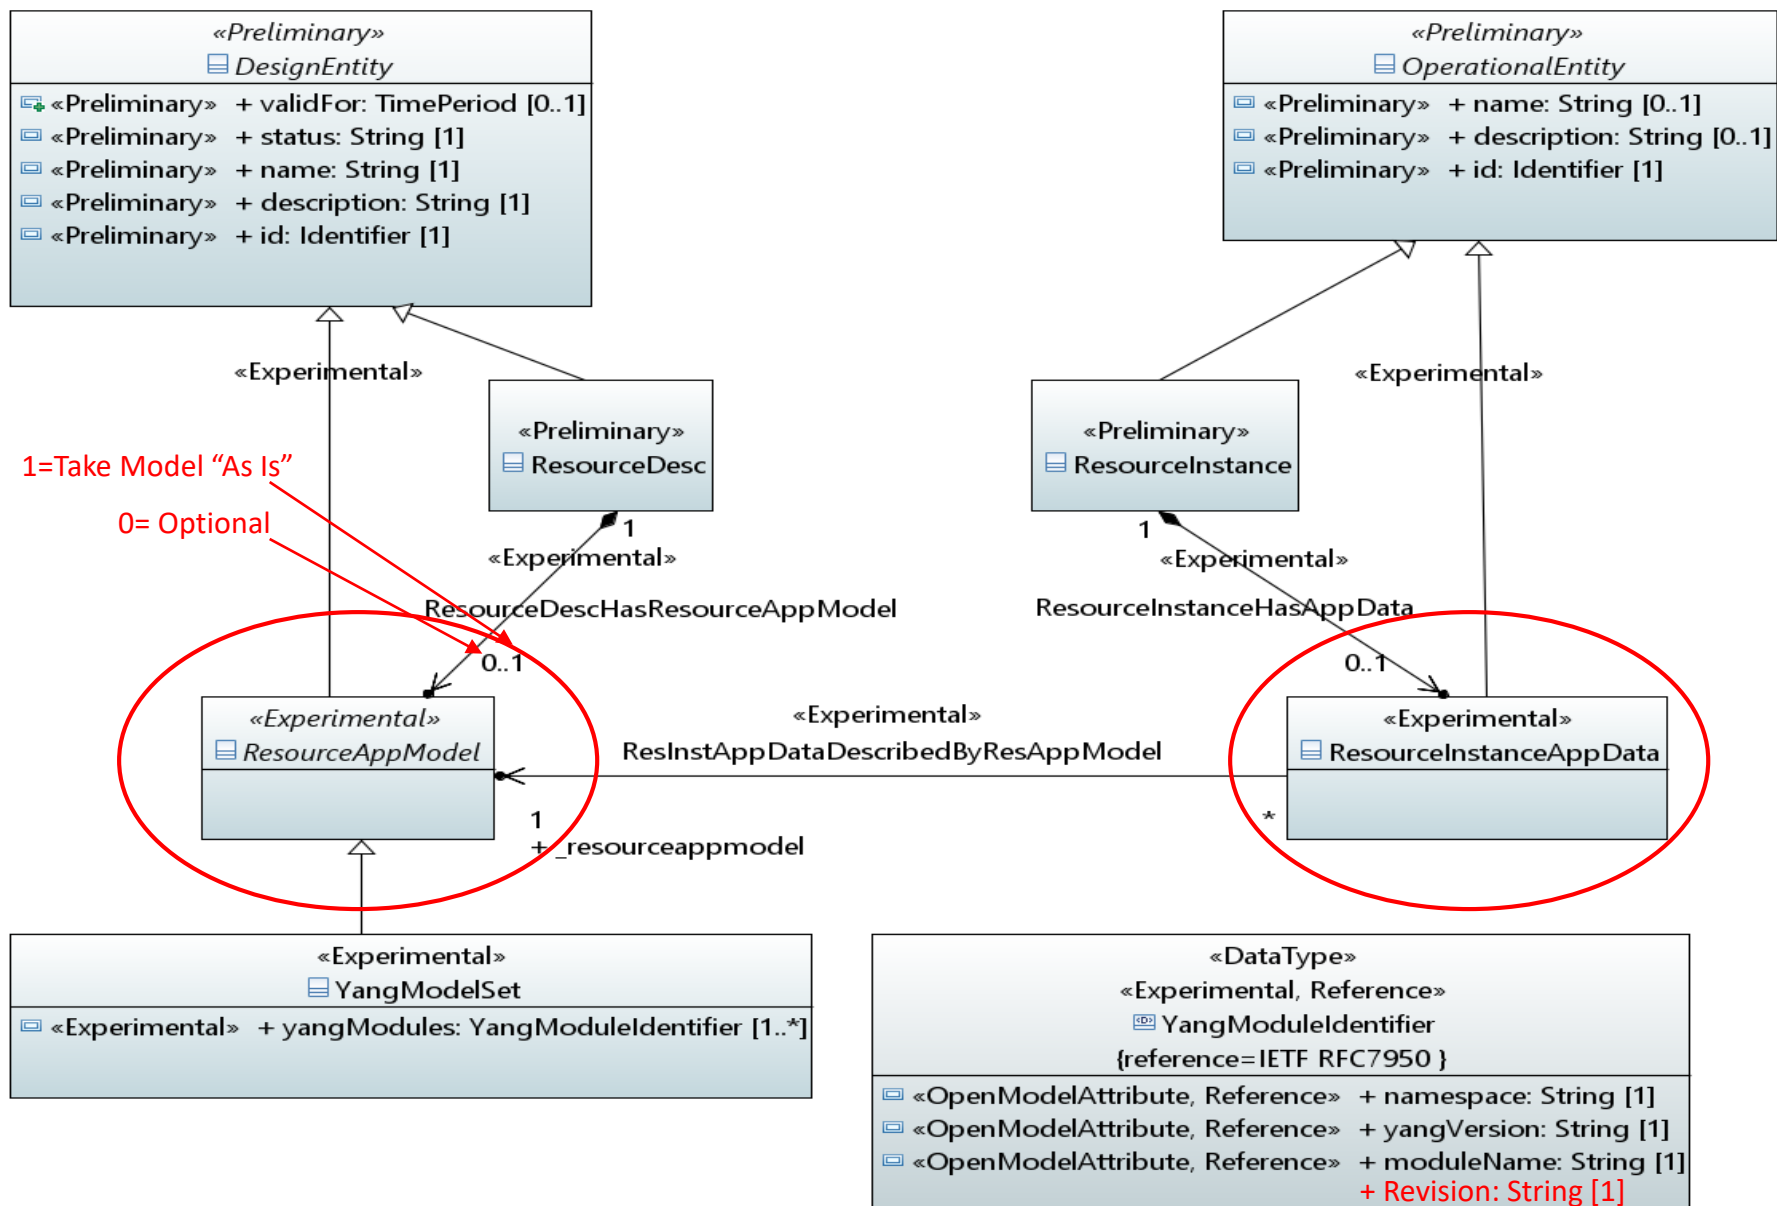 «Preliminary»
DesignEntity
«Preliminary» + validFor: TimePeriod [0..1]
«Preliminary» + status: String [1]
«Preliminary» + name: String [1]
«Preliminary» + description: String [1]
«Preliminary» + id: Identifier [1]
«Preliminary»
OperationalEntity
«Preliminary» + name: String [0..1]
«Preliminary» + description: String [0..1]
«Preliminary» + id: Identifier [1]
«Experimental»
«Experimental»
«Preliminary»
ResourceDesc
«Preliminary»
ResourceInstance
1=Take Model “As Is”
0= Optional
1
«Experimental»
ResourceDescHasResourceAppModel
0..1
1
«Experimental»
ResourceInstanceHasAppData
0..1
«Experimental»
ResourceAppModel
«Experimental»
ResInstAppDataDescribedByResAppModel
1
+ _resourceappmodel
*
«Experimental»
ResourceInstanceAppData
«Experimental»
YangModelSet
«Experimental» + yangModules: YangModuleIdentifier [1..*]
«DataType»
«Experimental, Reference»
«D» YangModuleIdentifier
{reference=IETF RFC7950 }
«OpenModelAttribute, Reference» + namespace: String [1]
«OpenModelAttribute, Reference» + yangVersion: String [1]
«OpenModelAttribute, Reference» + moduleName: String [1]
+ Revision: String [1]